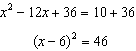 x² − 12x + 36 = 10 + 36
(x − 6)² = 46